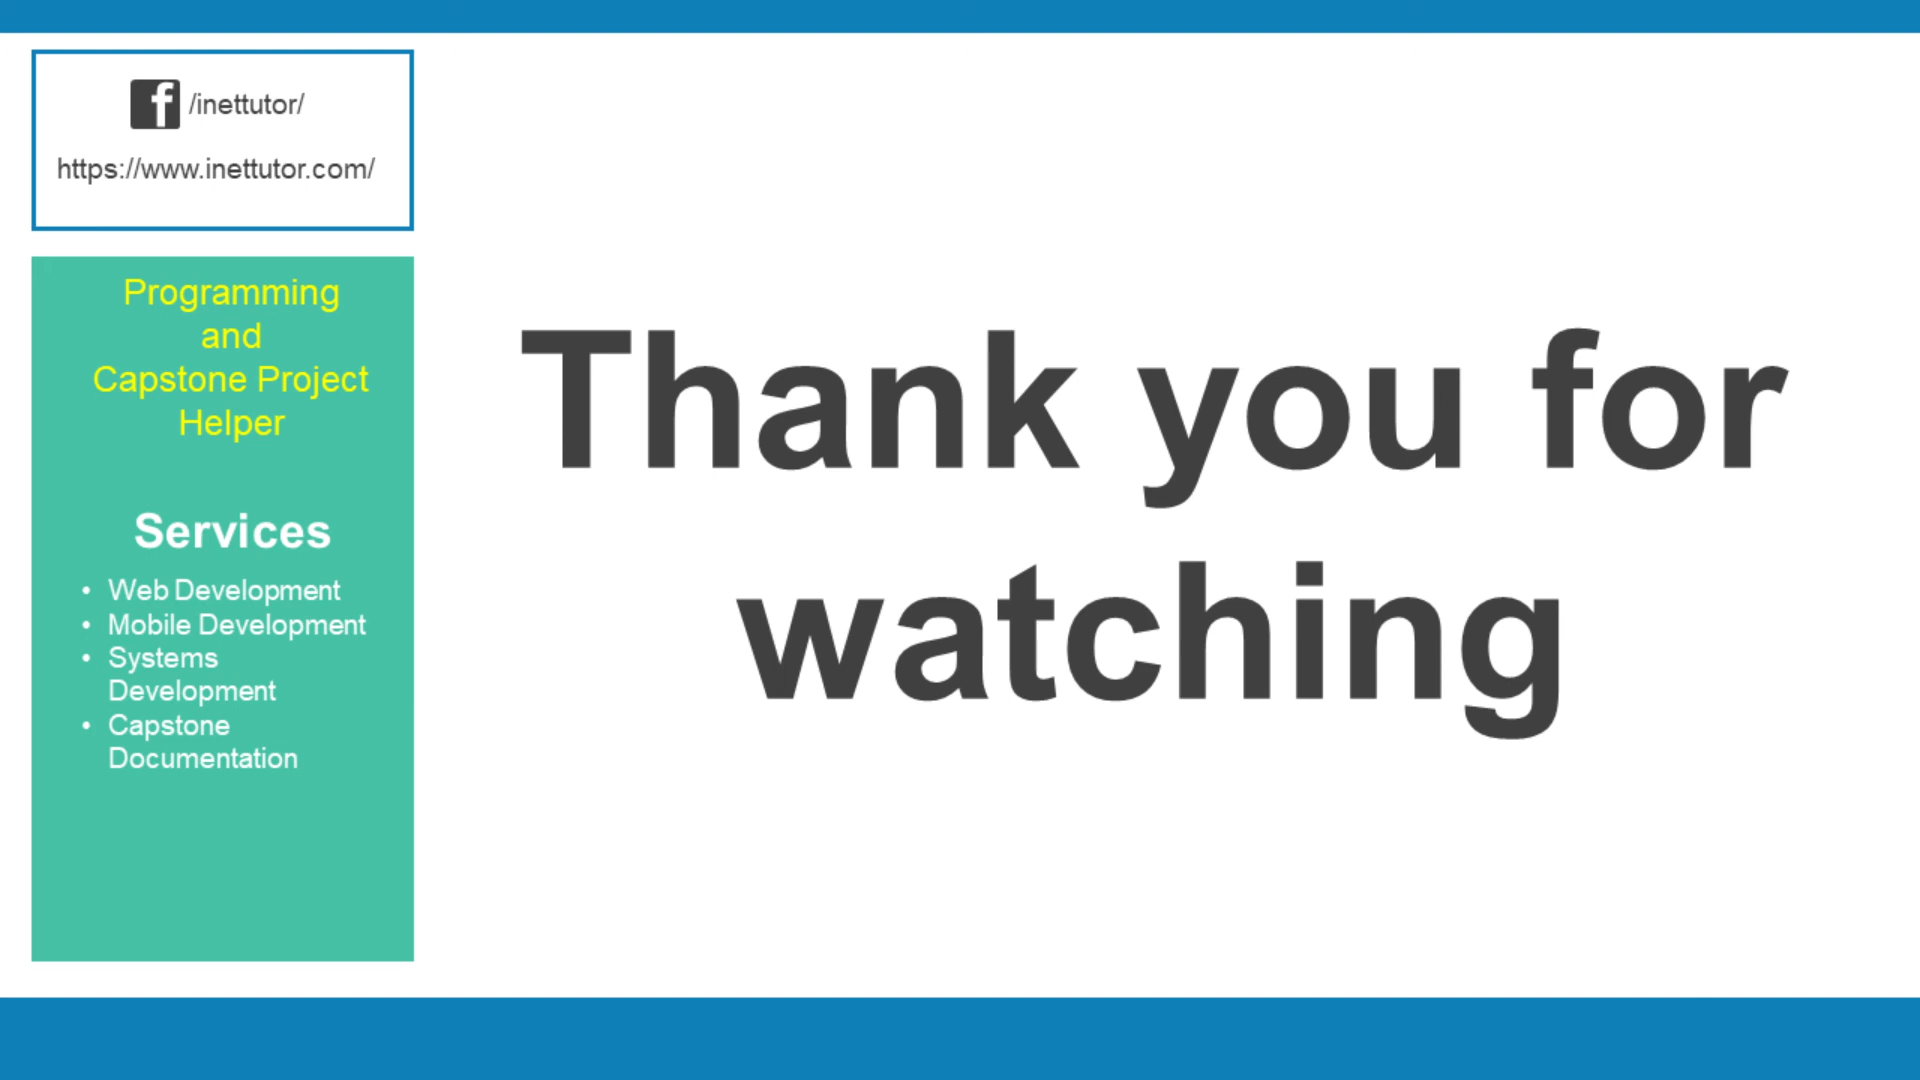 /inettutor/
https://www.inettutor.com/
Programming
and
Capstone Project
Helper
Services
• Web Development
• Mobile Development
• Systems
Development
• Capstone
Documentation
Thank you for
watching